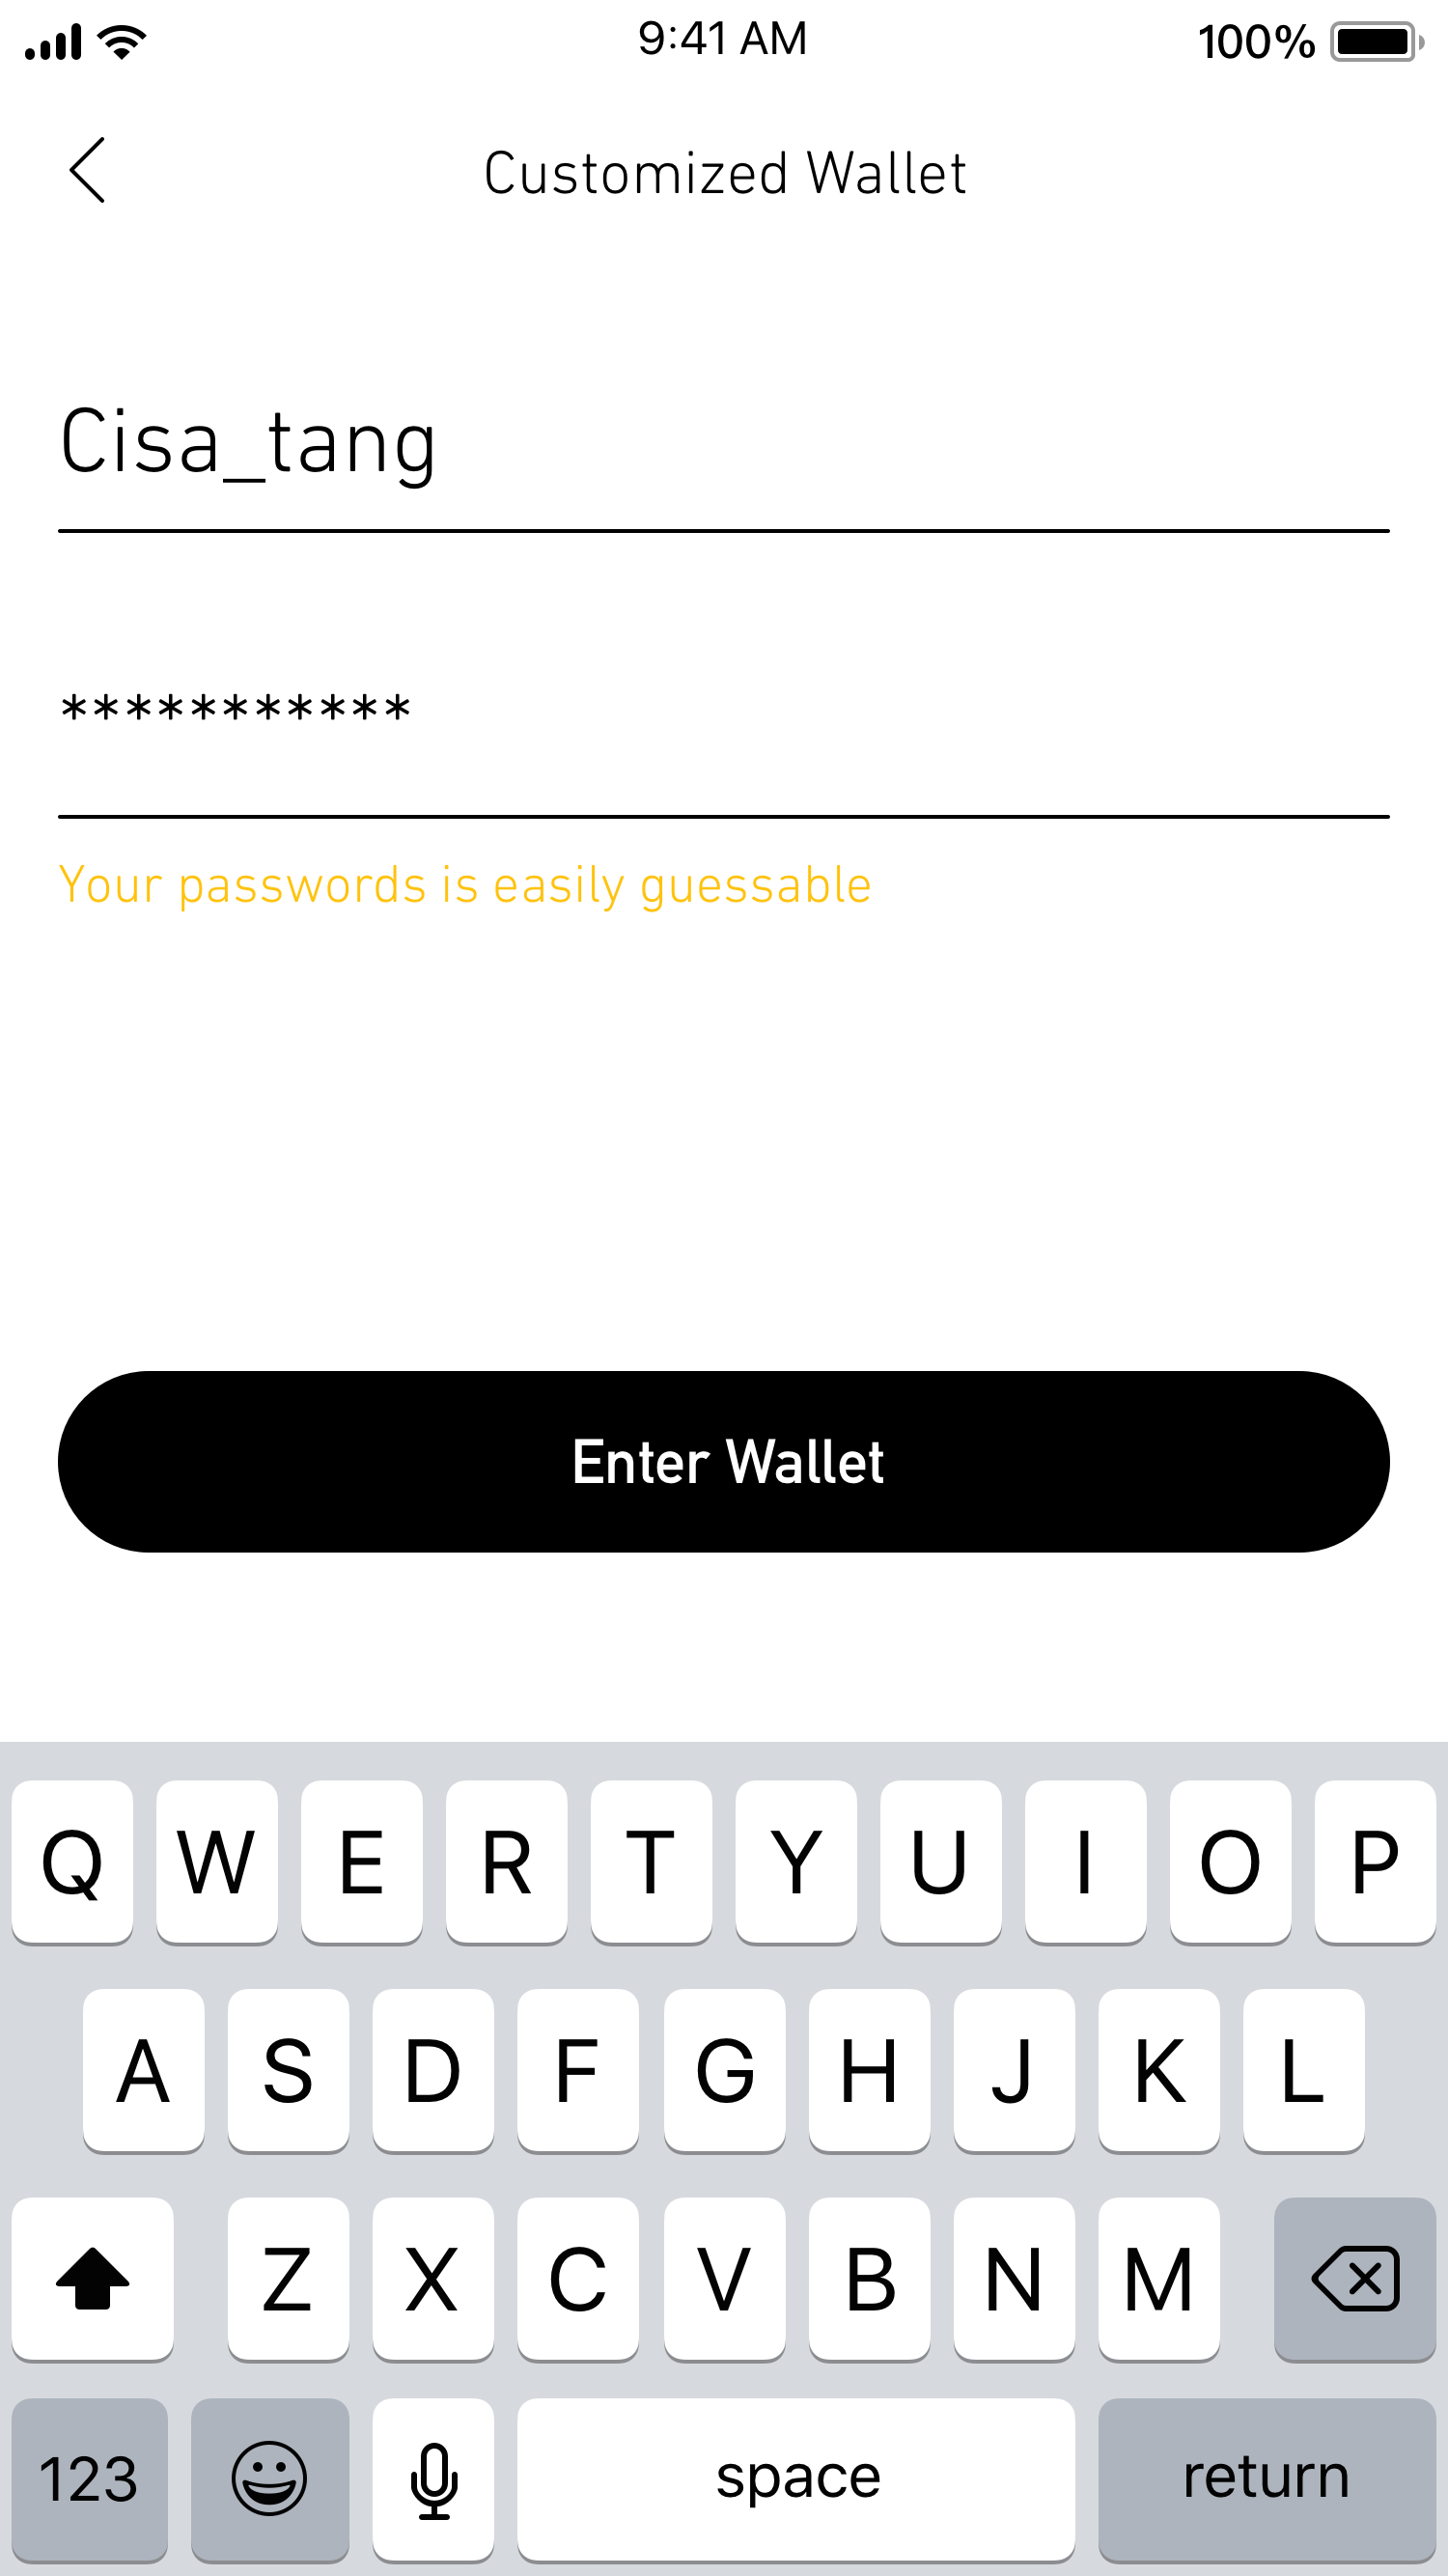 9:41 AM 100%
Customized Wallet
Cisa_tang
***********
Your passwords is easily guessable
Enter Wallet
Q W E R T Y U I O P
A S D F G H J K L
Z X C V B N M
123 space return